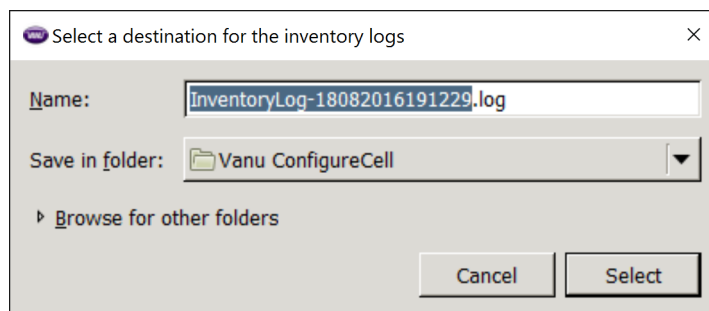 Select a destination for the inventory logs
Name: InventoryLog-18082016191229.log
Save in folder: Vanu ConfigureCell
Browse for other folders
Cancel Select